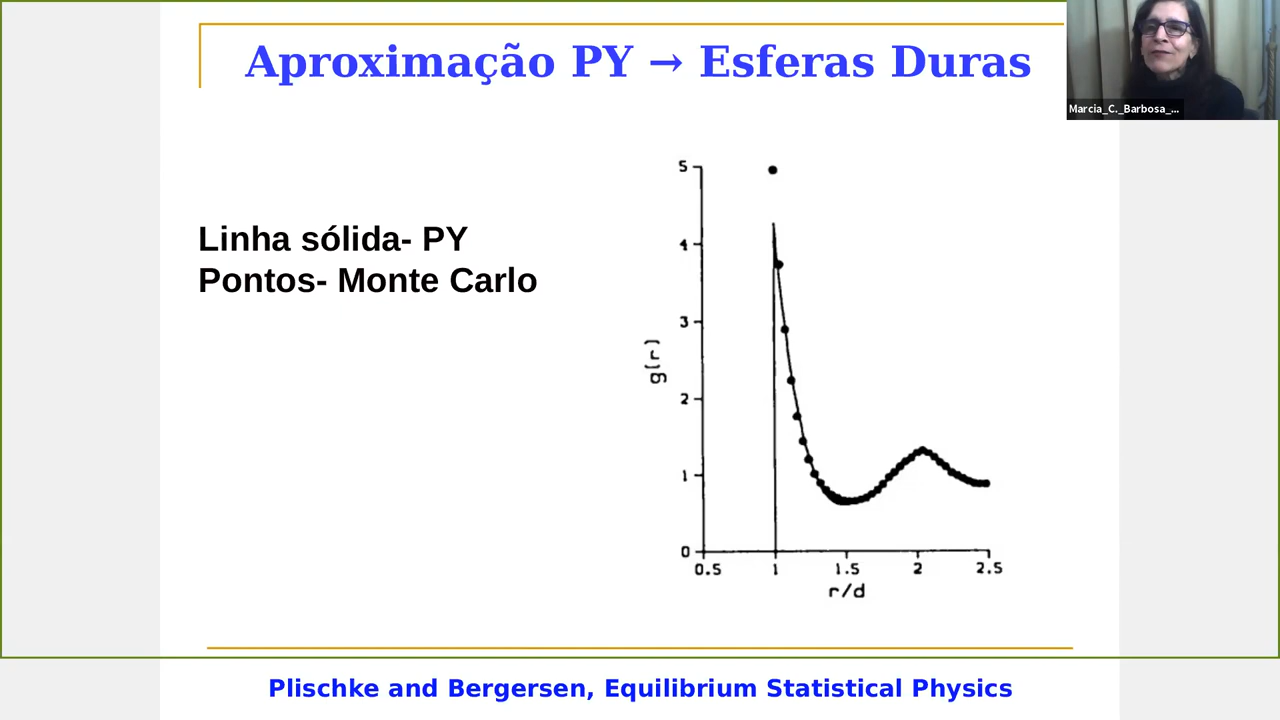 Aproximação PY → Esferas Duras
Marcia_C._Barbosa_...
Linha sólida- PY
Pontos- Monte Carlo
5
4
3
2
1
0
g(r)
0.5 1 1.5 2 2.5
r/d
Plischke and Bergersen, Equilibrium Statistical Physics